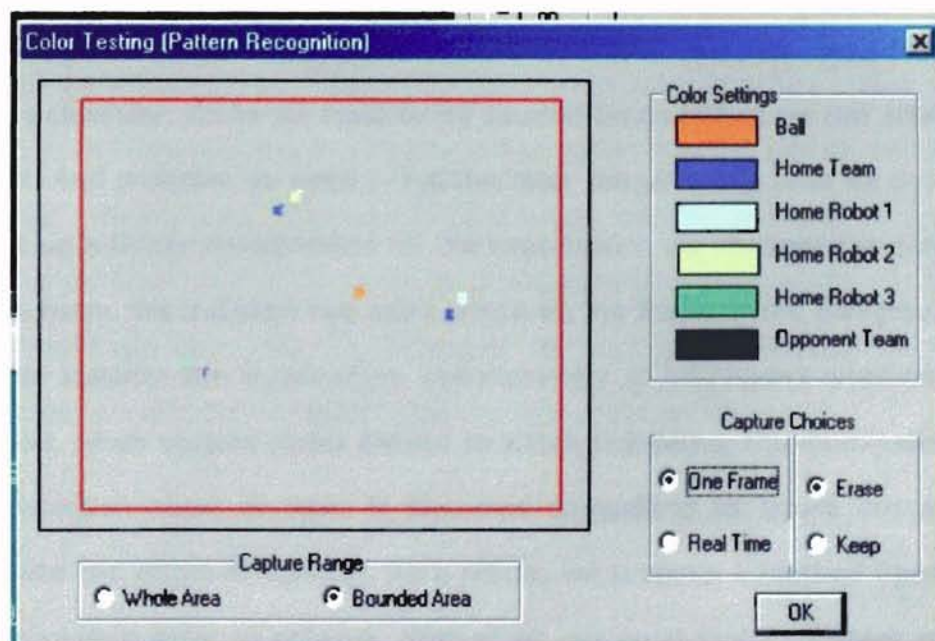 Color Testing (Pattern Recognition)
Color Settings
Ball
Home Team
Home Robot 1
Home Robot 2
Home Robot 3
Opponent Team
Capture Choices
One Frame
Erase
Real Time
Keep
Capture Range
Whole Area
Bounded Area
OK